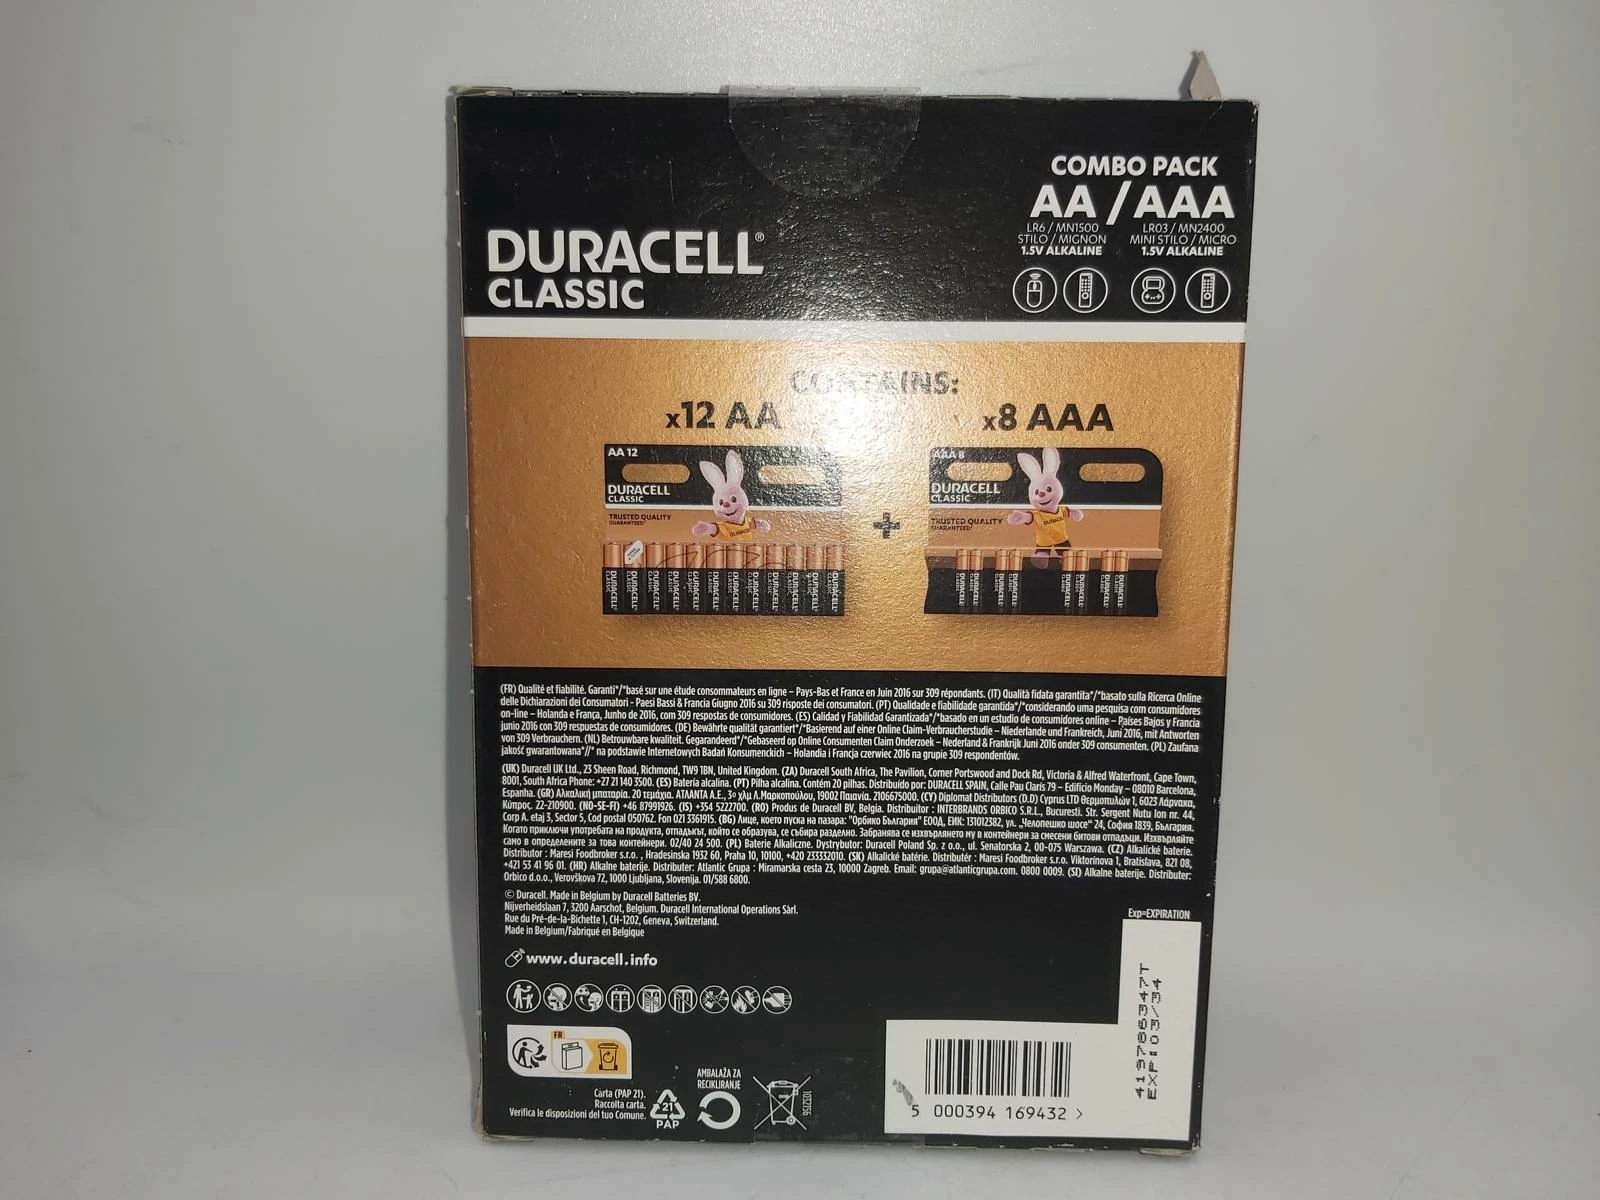 COMBO PACK
AA / AAA
LR6 / MN1500
STILO / MIGNON
1.5V ALKALINE
LR03 / MN2400
MINI STILO / MICRO
1.5V ALKALINE
DURACELL®
CLASSIC
CONTAINS:
x12 AA
x8 AAA
AA 12
DURACELL
CLASSIC
TRUSTED QUALITY
GUARANTEED*
+
AAA 8
DURACELL
CLASSIC
TRUSTED QUALITY
GUARANTEED*
(FR) Qualité et fiabilité. Garanti*/*basé sur une étude consommateurs en ligne – Pays-Bas et France en Juin 2016 sur 309 répondants. (IT) Qualità fidata garantita*/*basato sulla Ricerca Online
delle Dichiarazioni dei Consumatori - Paesi Bassi & Francia Giugno 2016 su 309 risposte dei consumatori. (PT) Qualidade e fiabilidade garantida*/*considerando uma pesquisa com consumidores
on-line – Holanda e França, Junho de 2016, com 309 respostas de consumidores. (ES) Calidad y Fiabilidad Garantizada*/*basado en un estudio de consumidores online – Países Bajos y Francia
junio 2016 con 309 respuestas de consumidores. (DE) Bewährte qualität garantiert*/*Basierend auf einer Online Claim-Verbraucherstudie – Niederlande und Frankreich, Juni 2016, mit Antworten
von 309 Verbrauchern. (NL) Betrouwbare kwaliteit. Gegarandeerd*/*Gebaseerd op Online Consumenten Claim Onderzoek – Nederland & Frankrijk Juni 2016 onder 309 consumenten. (PL) Zaufana
jakość gwarantowana*//* na podstawie Internetowych Badań Konsumenckich – Holandia i Francja czerwiec 2016 na grupie 309 respondentów.
(UK) Duracell UK Ltd., 23 Sheen Road, Richmond, TW9 1BN, United Kingdom. (ZA) Duracell South Africa, The Pavilion, Corner Portswood and Dock Rd, Victoria & Alfred Waterfront, Cape Town,
8001, South Africa Phone: +27 21 140 3500. (ES) Batería alcalina. (PT) Pilha alcalina. Contém 20 pilhas. Distribuído por: DURACELL SPAIN, Calle Pau Clarís 79 – Edificio Monday – 08010 Barcelona,
Espanha. (GR) Αλκαλική μπαταρία. 20 τεμάχια. ΑΤΛΑΝΤΑ Α.Ε., 3ο χλμ Λ.Μαρκοπούλου, 19002 Παιανία. 2106675000. (CY) Diplomat Distributors (D.D) Cyprus LTD Θερμοπυλών 1, 6023 Λάρνακα,
Κύπρος. 22-210900. (NO-SE-FI) +46 87991926. (IS) +354 5222700. (RO) Produs de Duracell BV, Belgia. Distribuitor : INTERBRANDS ORBICO S.R.L., Bucuresti. Str. Sergent Nutu Ion nr. 44,
Corp A. etaj 3, Sector 5, Cod postal 050762. Fon 021 3361915. (BG) Лице, което пуска на пазара: "Орбико България" ЕООД, ЕИК: 131012382, ул. „Челопешко шосе" 24, София 1839, България.
Когато приключи употребата на продукта, отпадъкът, който се образува, се събира разделно. Забранява се изхвърлянето му в контейнери за смесени битови отпадъци. Изхвърляйте
само в определените за това контейнери. 02/40 24 500. (PL) Baterie Alkaliczne. Dystrybutor: Duracell Poland Sp. z o.o., ul. Senatorska 2, 00-075 Warszawa. (CZ) Alkalické baterie.
Distributor : Maresi Foodbroker s.r.o. , Hradesinska 1932 60, Praha 10, 10100, +420 233332010. (SK) Alkalické batérie. Distributér : Maresi Foodbroker s.r.o. Viktorinova 1, Bratislava, 821 08,
+421 53 41 96 01. (HR) Alkalne baterije. Distributer: Atlantic Grupa : Miramarska cesta 23, 10000 Zagreb. Email: grupa@atlanticgrupa.com. 0800 0009. (SI) Alkalne baterije. Distributer:
Orbico d.o.o., Verovškova 72, 1000 Ljubljana, Slovenija. 01/588 6800.
© Duracell. Made in Belgium by Duracell Batteries BV.
Nijverheidslaan 7, 3200 Aarschot, Belgium. Duracell International Operations Sàrl.
Rue du Pré-de-la-Bichette 1, CH-1202, Geneva, Switzerland.
Made in Belgium/Fabriqué en Belgique
Exp=EXPIRATION
www.duracell.info
419786347T
EXP:03/34
FR
Carta (PAP 21).
Raccolta carta.
Verifica le disposizioni del tuo Comune.
21
PAP
AMBALAŽA ZA
RECIKLIRANJE
1032156
5 000394 169432 >